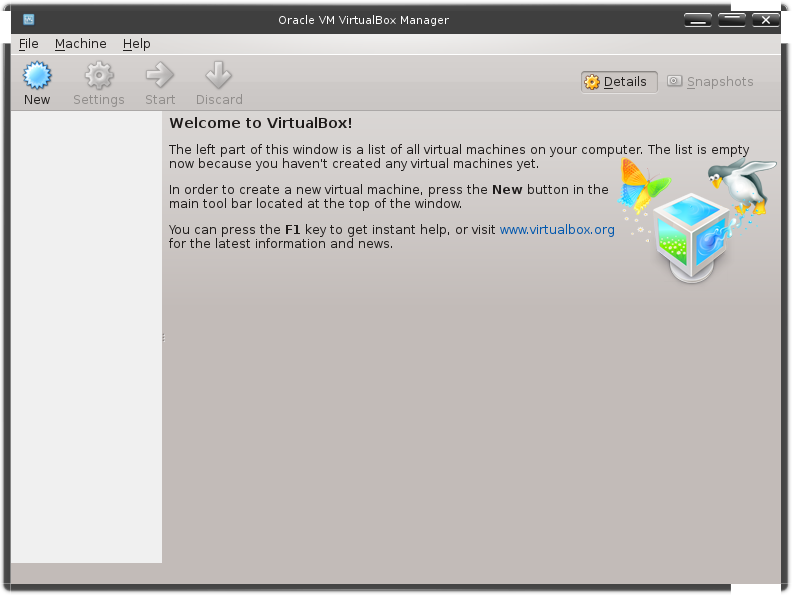 Oracle VM VirtualBox Manager
File Machine Help
New Settings Start Discard Details Snapshots
Welcome to VirtualBox!
The left part of this window is a list of all virtual machines on your computer. The list is empty
now because you haven't created any virtual machines yet.
In order to create a new virtual machine, press the New button in the
main tool bar located at the top of the window.
You can press the F1 key to get instant help, or visit www.virtualbox.org
for the latest information and news.